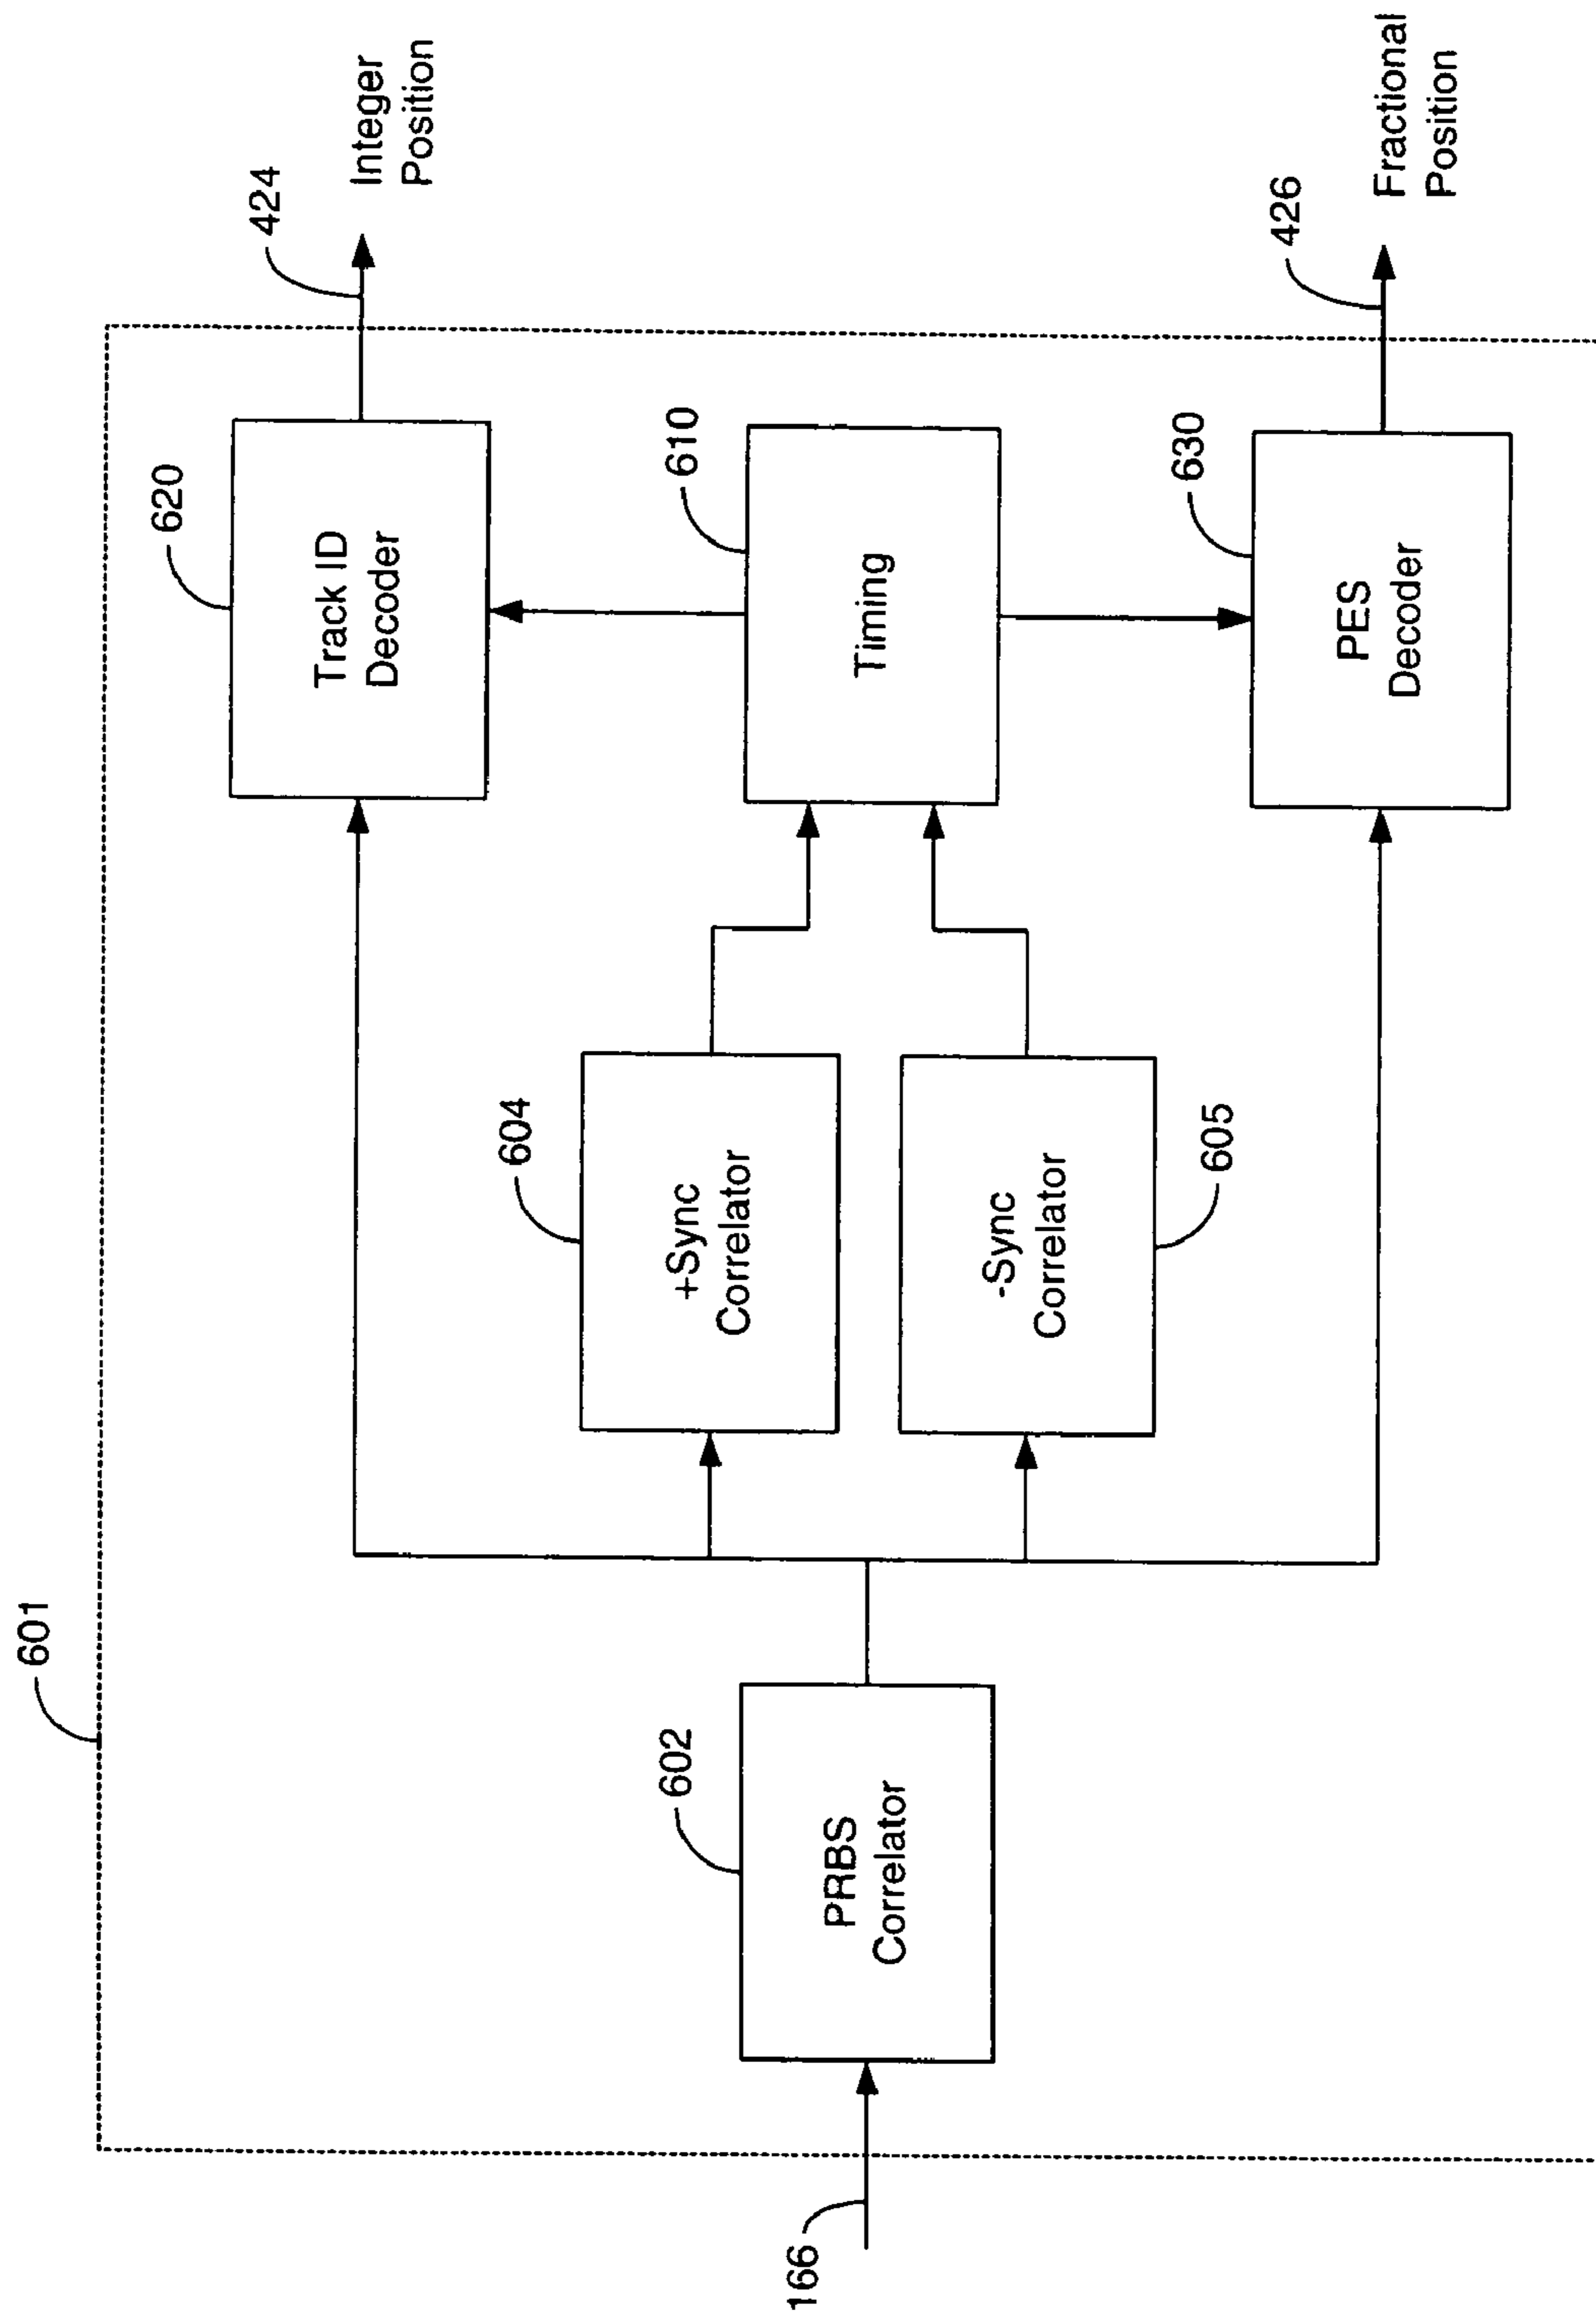 601
620
424
Track ID
Decoder
Integer
Position
604
+Sync
Correlator
610
602
PRBS
Correlator
Timing
166
-Sync
Correlator
605
630
426
PES
Decoder
Fractional
Position